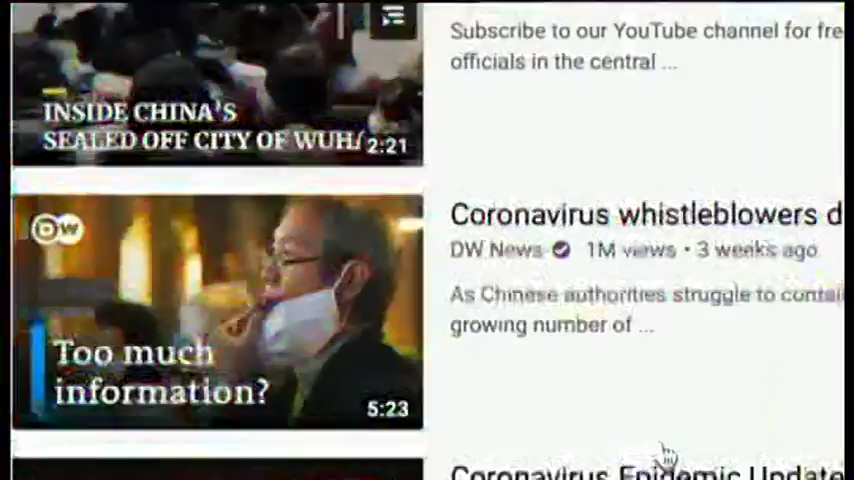 INSIDE CHINA'S
SEALED OFF CITY OF WUH
2:21
Subscribe to our YouTube channel for fre
officials in the central ...
DW
Too much
information?
5:23
Coronavirus whistleblowers d
DW News 1M views • 3 weeks ago
As Chinese authorities struggle to contai
growing number of ...
Coronavirus Epidemic Update